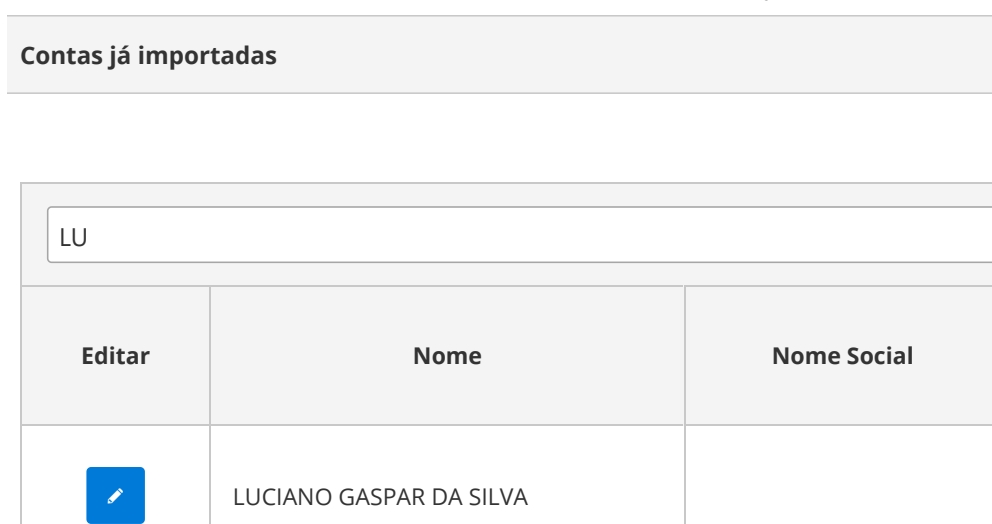 Contas já importadas
LU
Editar Nome Nome Social
LUCIANO GASPAR DA SILVA